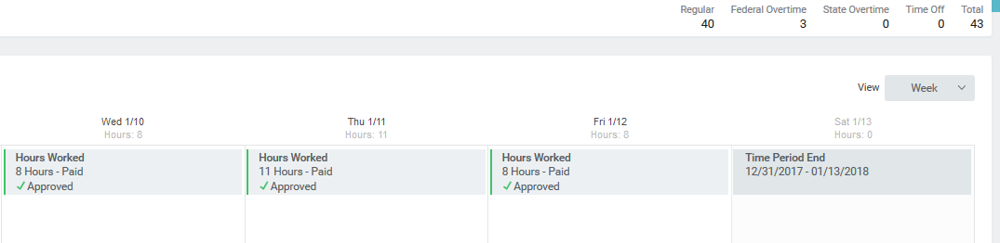 Regular Federal Overtime State Overtime Time Off Total
40 3 0 0 43
View Week
Wed 1/10 Thu 1/11 Fri 1/12 Sat 1/13
Hours: 8 Hours: 11 Hours: 8 Hours: 0
Hours Worked Hours Worked Hours Worked Time Period End
8 Hours - Paid 11 Hours - Paid 8 Hours - Paid 12/31/2017 - 01/13/2018
Approved Approved Approved